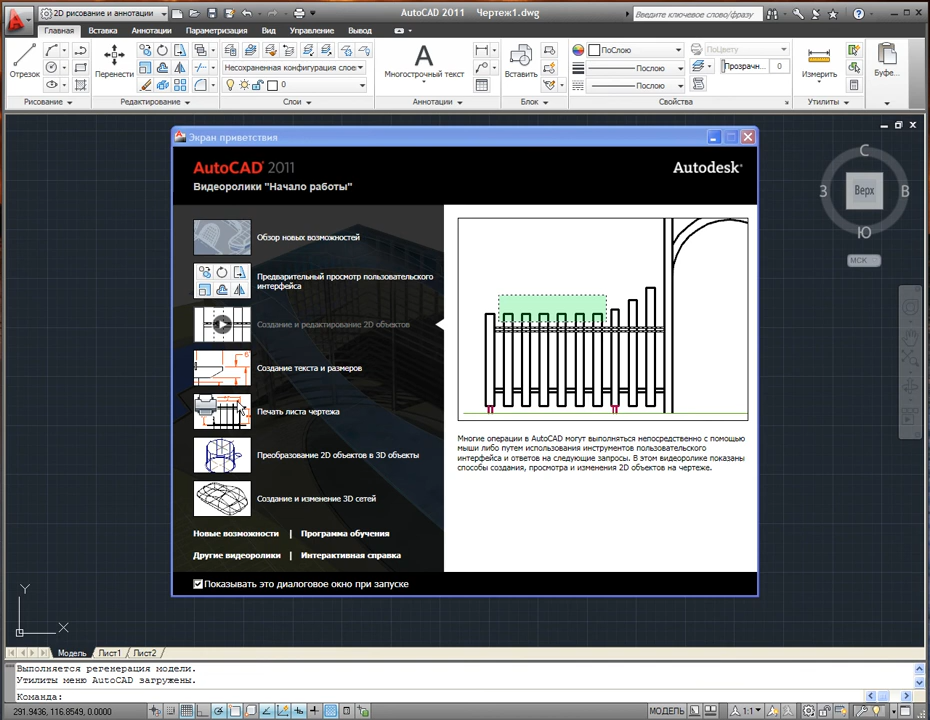 2D рисование и аннотации
AutoCAD 2011 Чертеж1.dwg
Введите ключевое слово/фразу
Главная Вставка Аннотации Параметризация Вид Управление Вывод
Отрезок
Перенести
Несохраненная конфигурация слоев
0
Многострочный текст
Вставить
ПоСлою
Послою
Послою
ПоЦвету
Прозрачн... 0
Измерить
Буфе...
Рисование
Редактирование
Слои
Аннотации
Блок
Свойства
Утилиты
Экран приветствия
AutoCAD 2011
Autodesk
Видеоролики "Начало работы"
Обзор новых возможностей
Предварительный просмотр пользовательского
интерфейса
Создание и редактирование 2D объектов
Создание текста и размеров
Печать листа чертежа
Преобразование 2D объектов в 3D объекты
Создание и изменение 3D сетей
Новые возможности | Программа обучения
Другие видеоролики | Интерактивная справка
Многие операции в AutoCAD могут выполняться непосредственно с помощью
мыши либо путем использования инструментов пользовательского
интерфейса и ответов на следующие запросы. В этом видеоролике показаны
способы создания, просмотра и изменения 2D объектов на чертеже.
Показывать это диалоговое окно при запуске
С
З Верх В
Ю
МСК
Y
X
Модель Лист1 Лист2
Выполняется регенерация модели.
Утилиты меню AutoCAD загружены.
Команда:
291.9436, 116.8549, 0.0000
МОДЕЛЬ
1:1